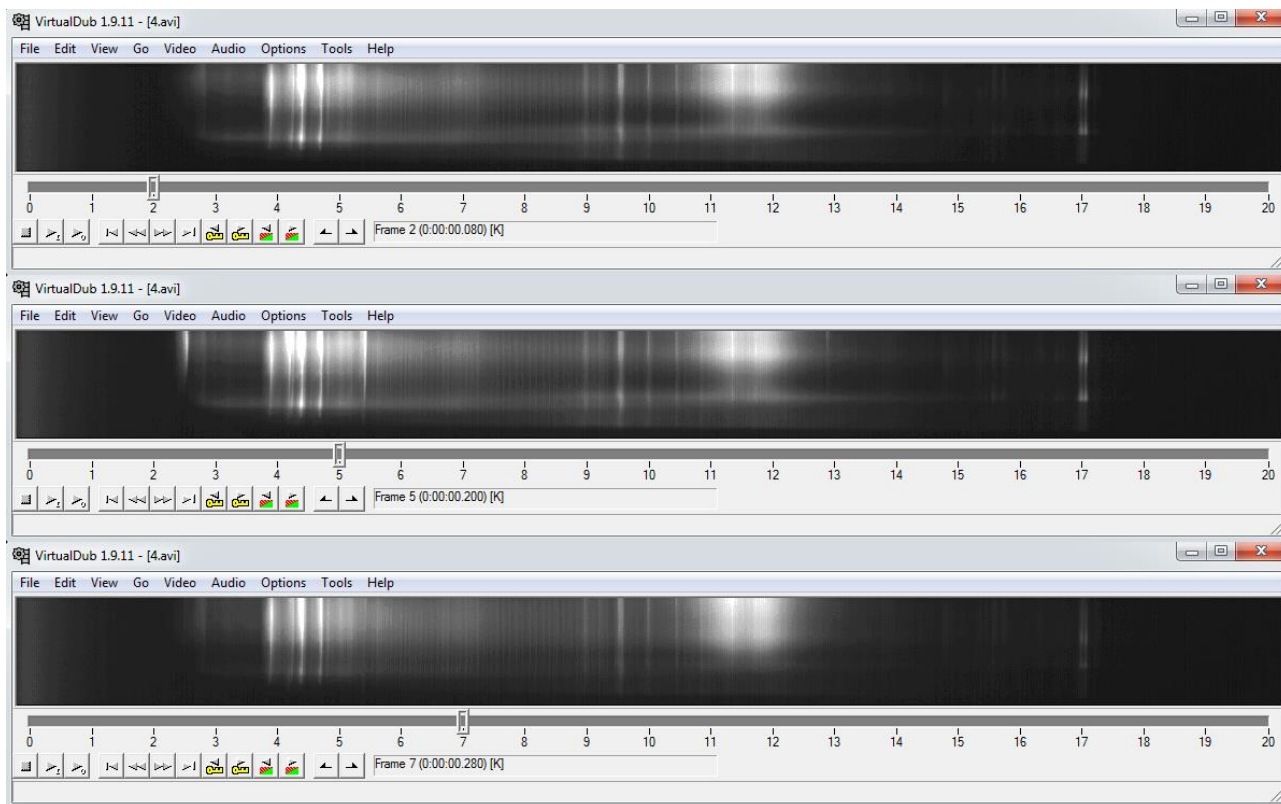 VirtualDub 1.9.11 - [4.avi]
File Edit View Go Video Audio Options Tools Help
0 1 2 3 4 5 6 7 8 9 10 11 12 13 14 15 16 17 18 19 20
Frame 2 (0:00:00.080) [K]
VirtualDub 1.9.11 - [4.avi]
File Edit View Go Video Audio Options Tools Help
0 1 2 3 4 5 6 7 8 9 10 11 12 13 14 15 16 17 18 19 20
Frame 5 (0:00:00.200) [K]
VirtualDub 1.9.11 - [4.avi]
File Edit View Go Video Audio Options Tools Help
0 1 2 3 4 5 6 7 8 9 10 11 12 13 14 15 16 17 18 19 20
Frame 7 (0:00:00.280) [K]